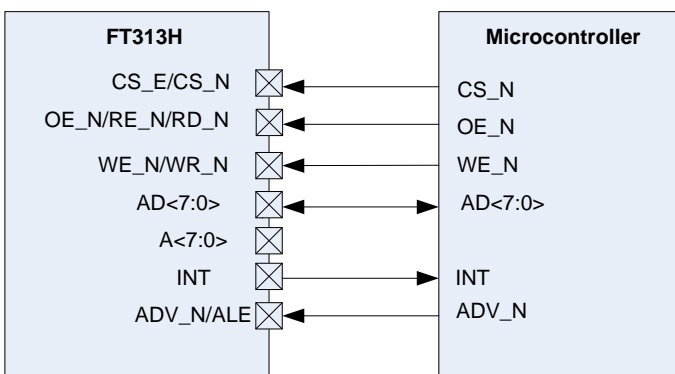 FT313H
Microcontroller
CS_E/CS_N
CS_N
OE_N/RE_N/RD_N
OE_N
WE_N/WR_N
WE_N
AD<7:0>
AD<7:0>
A<7:0>
INT
INT
ADV_N/ALE
ADV_N